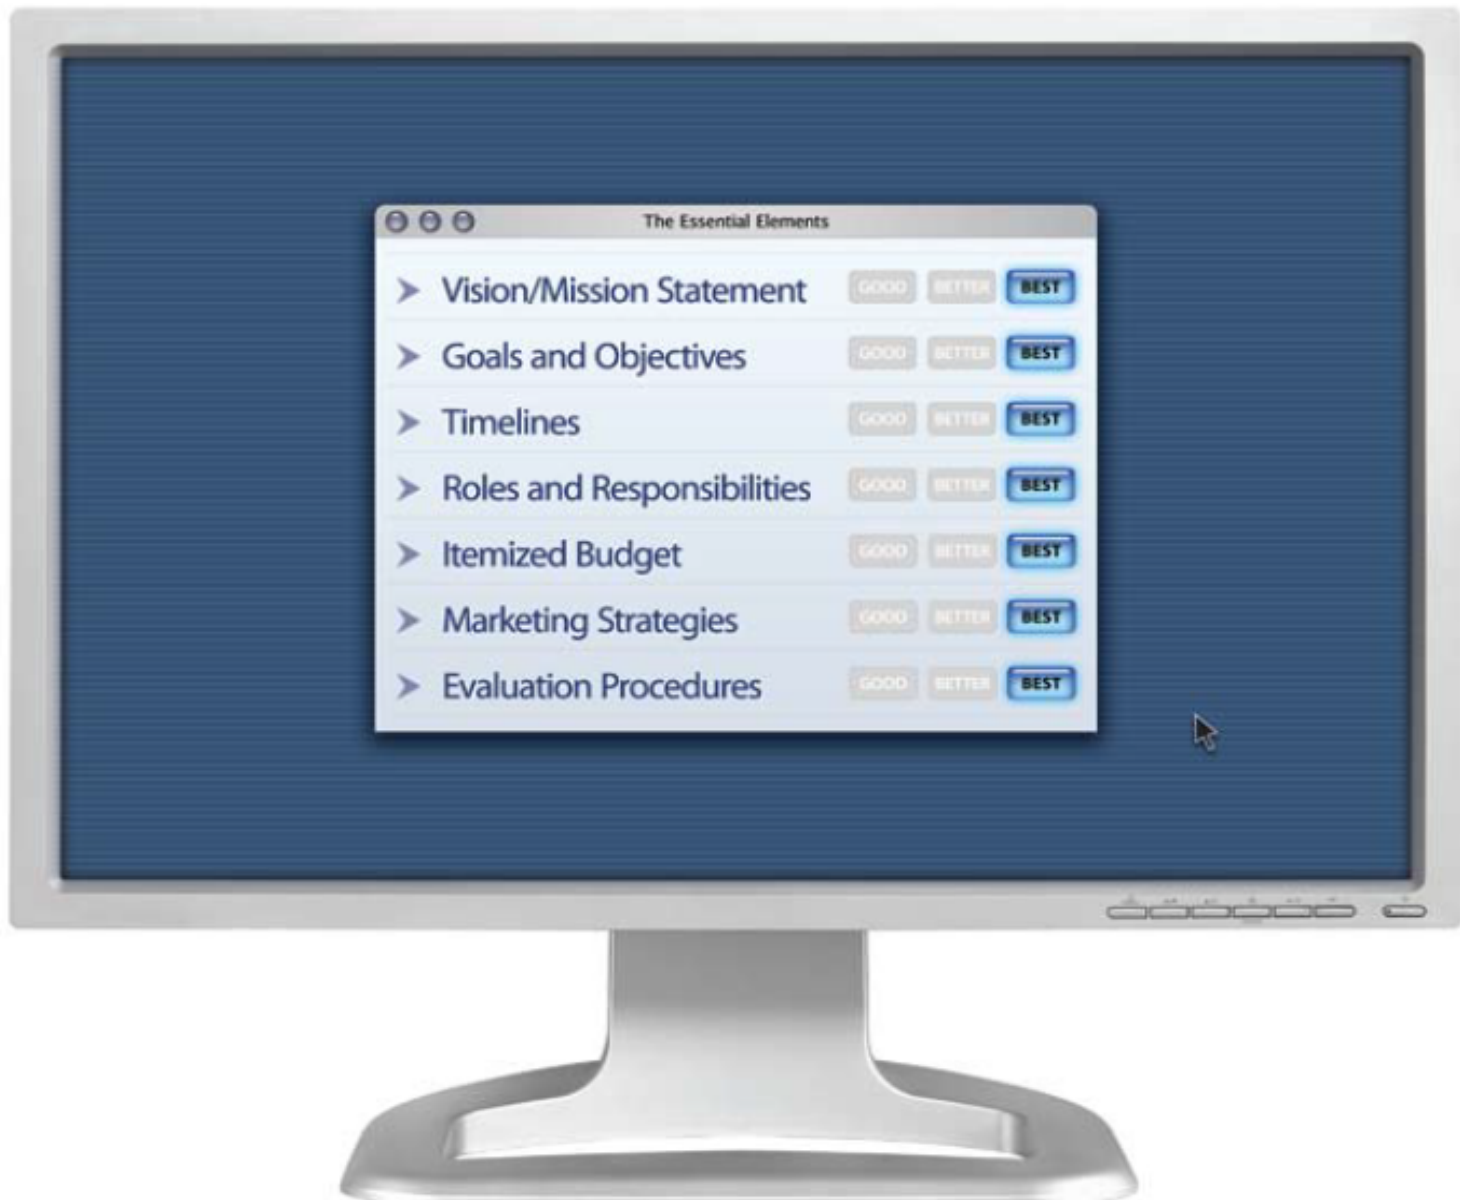 The Essential Elements
Vision/Mission Statement GOOD BETTER BEST
Goals and Objectives GOOD BETTER BEST
Timelines GOOD BETTER BEST
Roles and Responsibilities GOOD BETTER BEST
Itemized Budget GOOD BETTER BEST
Marketing Strategies GOOD BETTER BEST
Evaluation Procedures GOOD BETTER BEST